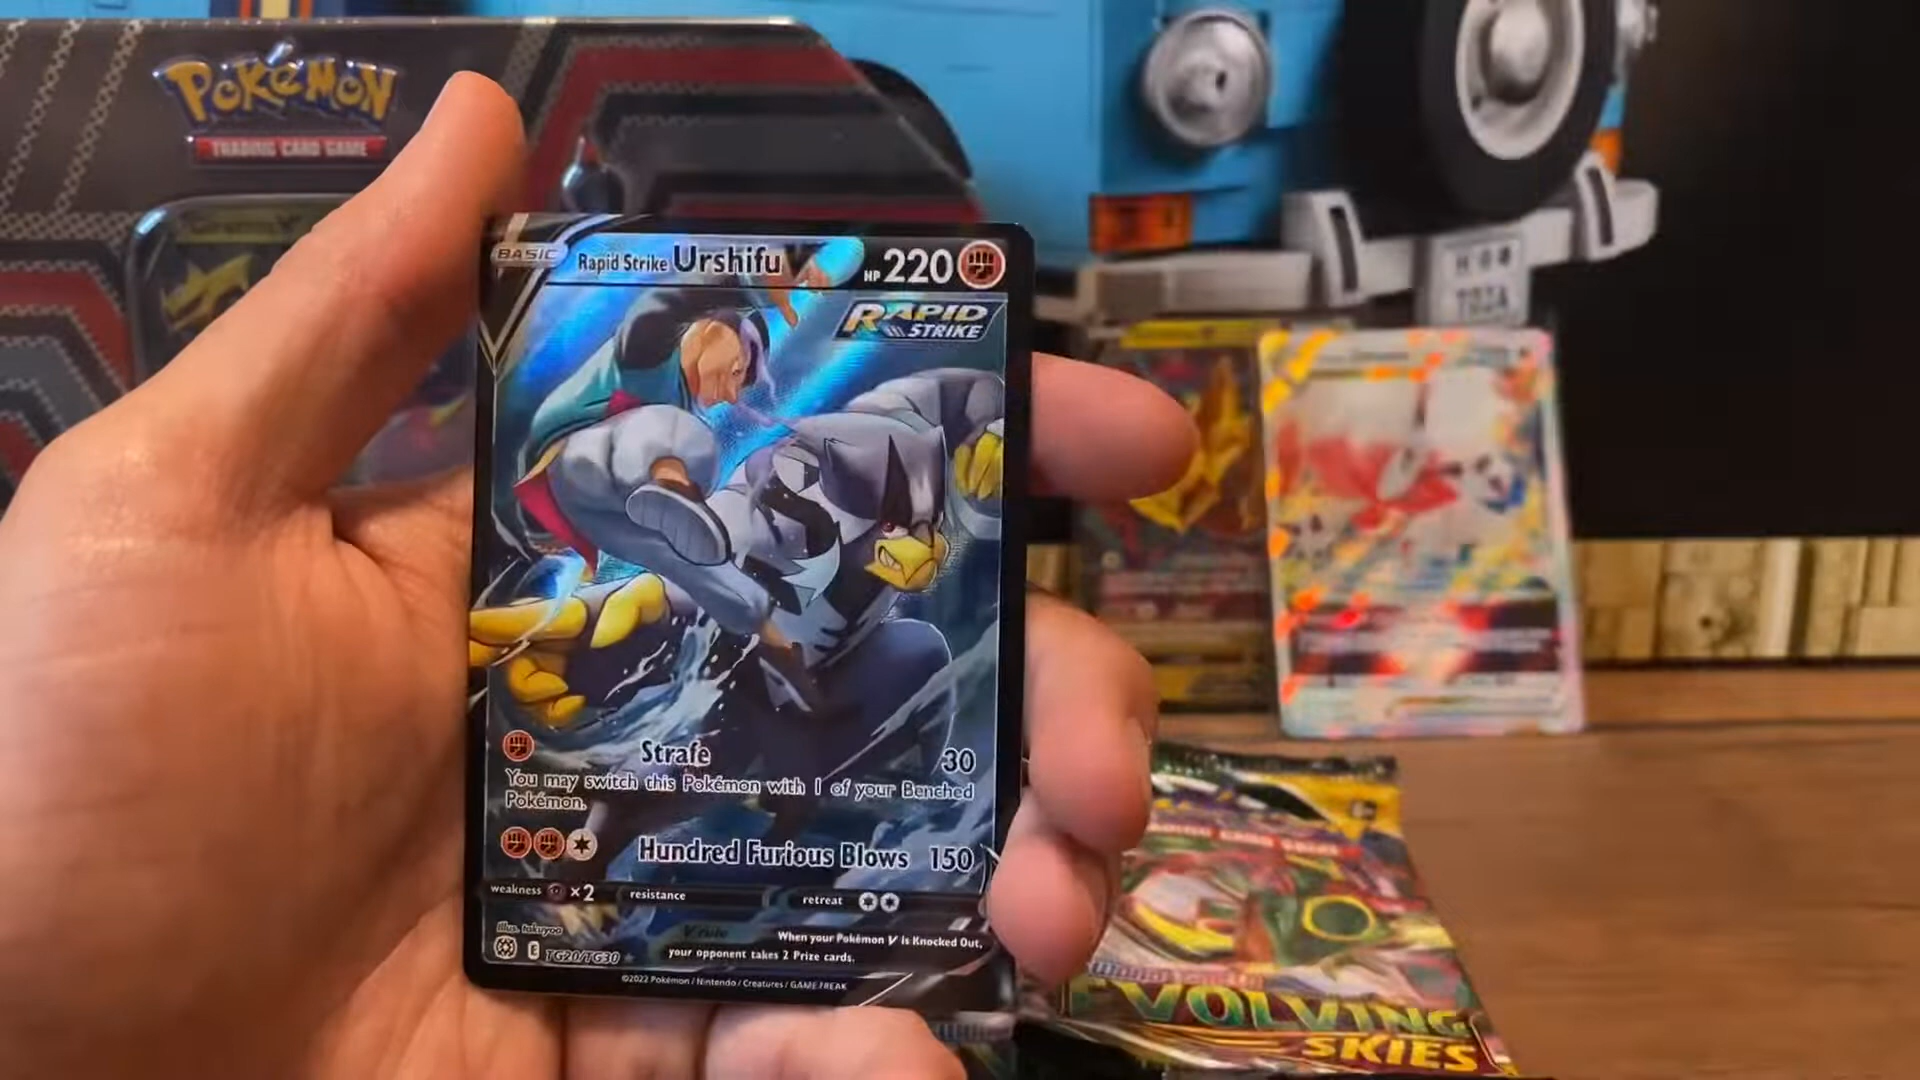 POKéMON
TRADING CARD GAME
BASIC
Rapid Strike Urshifu V
HP 220
RAPID
STRIKE
Strafe 30
You may switch this Pokémon with 1 of your Benched
Pokémon.
Hundred Furious Blows 150
weakness ×2 resistance retreat
Illus. takuyoa
V rule
When your Pokémon V is Knocked Out,
your opponent takes 2 Prize cards.
E TG20/TG30
©2022 Pokémon / Nintendo / Creatures / GAME FREAK
EVOLVING
SKIES